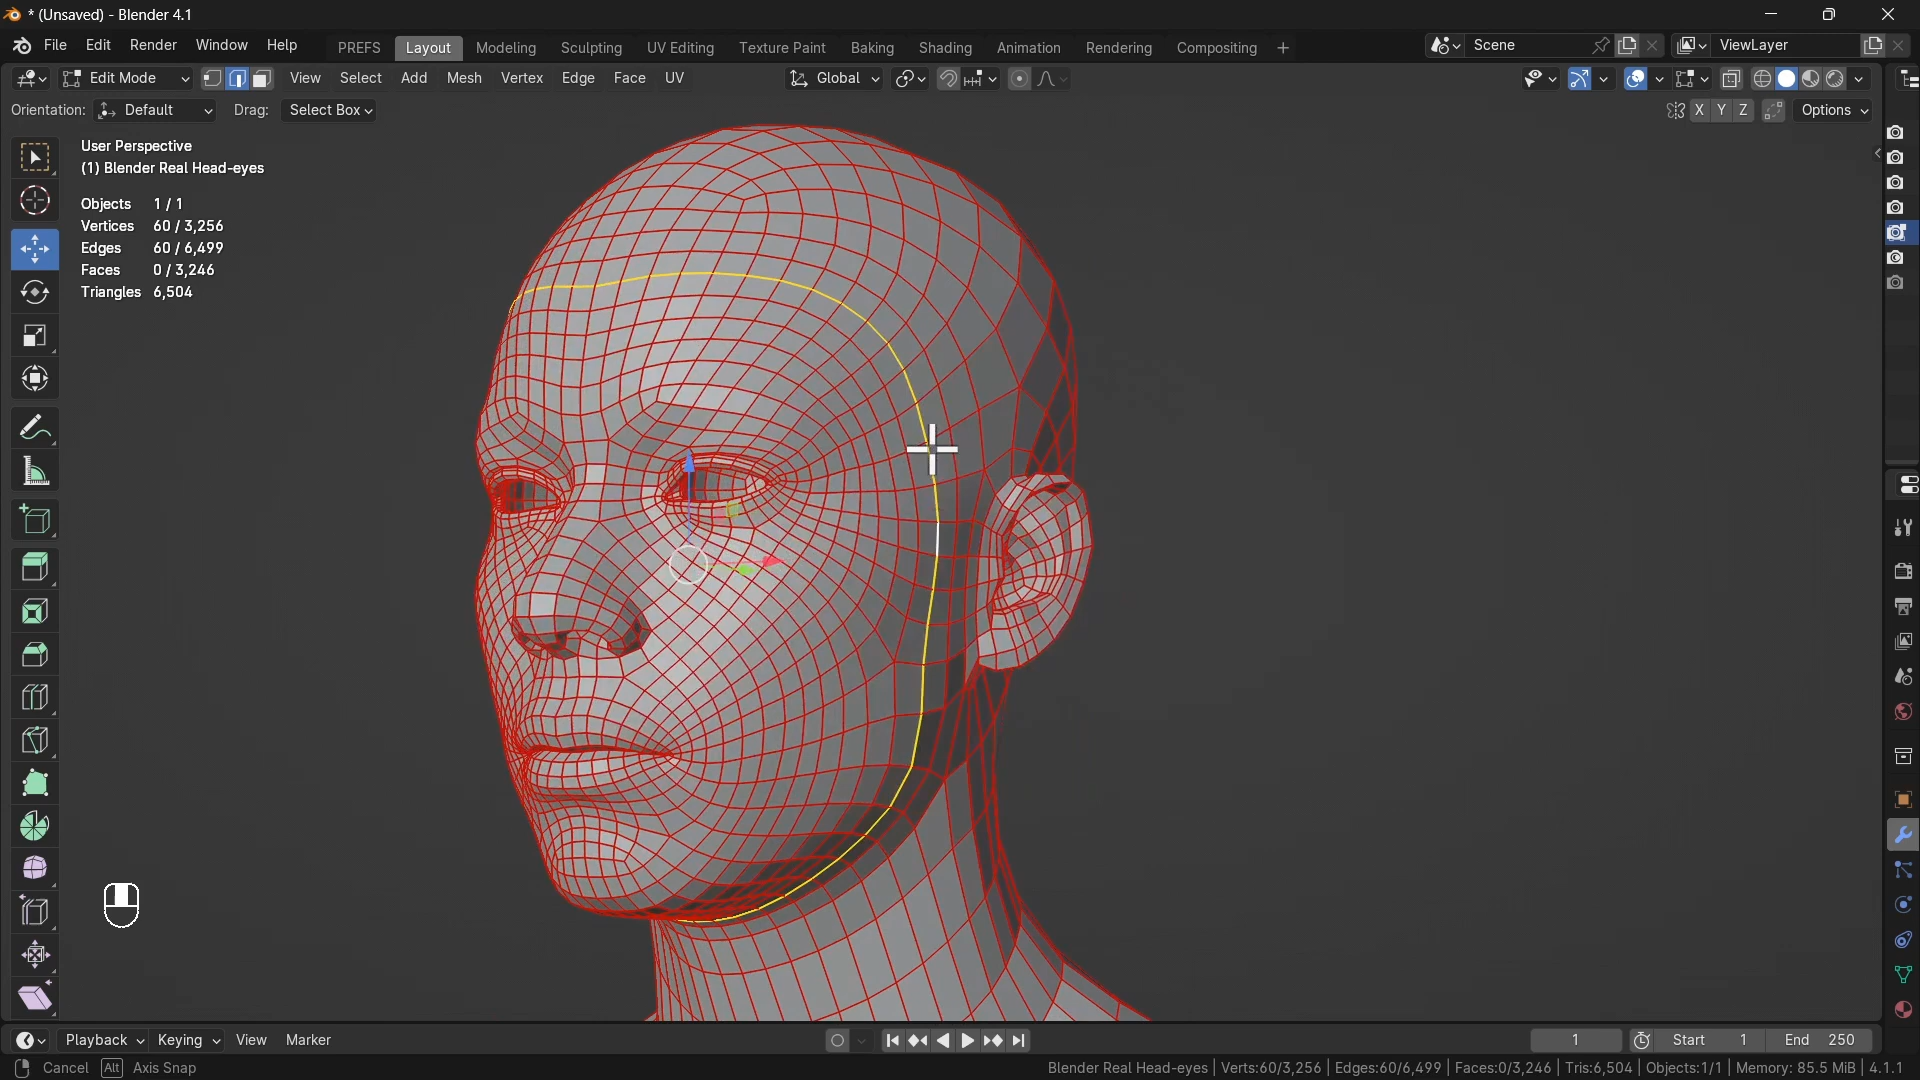 * (Unsaved) - Blender 4.1
File Edit Render Window Help PREFS Layout Modeling Sculpting UV Editing Texture Paint Baking Shading Animation Rendering Compositing + Scene ViewLayer
Edit Mode View Select Add Mesh Vertex Edge Face UV Global
Orientation: Default Drag: Select Box X Y Z Options
User Perspective
(1) Blender Real Head-eyes
Objects 1 / 1
Vertices 60 / 3,256
Edges 60 / 6,499
Faces 0 / 3,246
Triangles 6,504
Playback Keying View Marker 1 Start 1 End 250
Cancel Alt Axis Snap Blender Real Head-eyes | Verts:60/3,256 | Edges:60/6,499 | Faces:0/3,246 | Tris:6,504 | Objects:1/1 | Memory: 85.5 MiB | 4.1.1